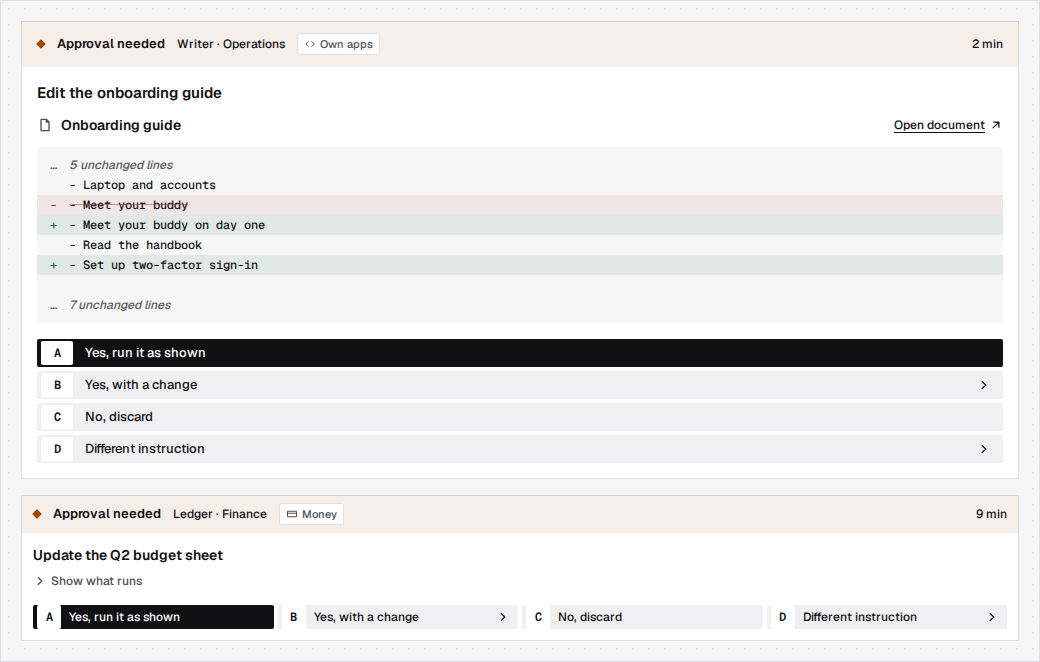 Approval needed Writer · Operations Own apps 2 min
Edit the onboarding guide
Onboarding guide Open document
… 5 unchanged lines
- Laptop and accounts
- - Meet your buddy
+ - Meet your buddy on day one
- Read the handbook
+ - Set up two-factor sign-in
… 7 unchanged lines
A Yes, run it as shown
B Yes, with a change
C No, discard
D Different instruction
Approval needed Ledger · Finance Money 9 min
Update the Q2 budget sheet
Show what runs
A Yes, run it as shown B Yes, with a change C No, discard D Different instruction